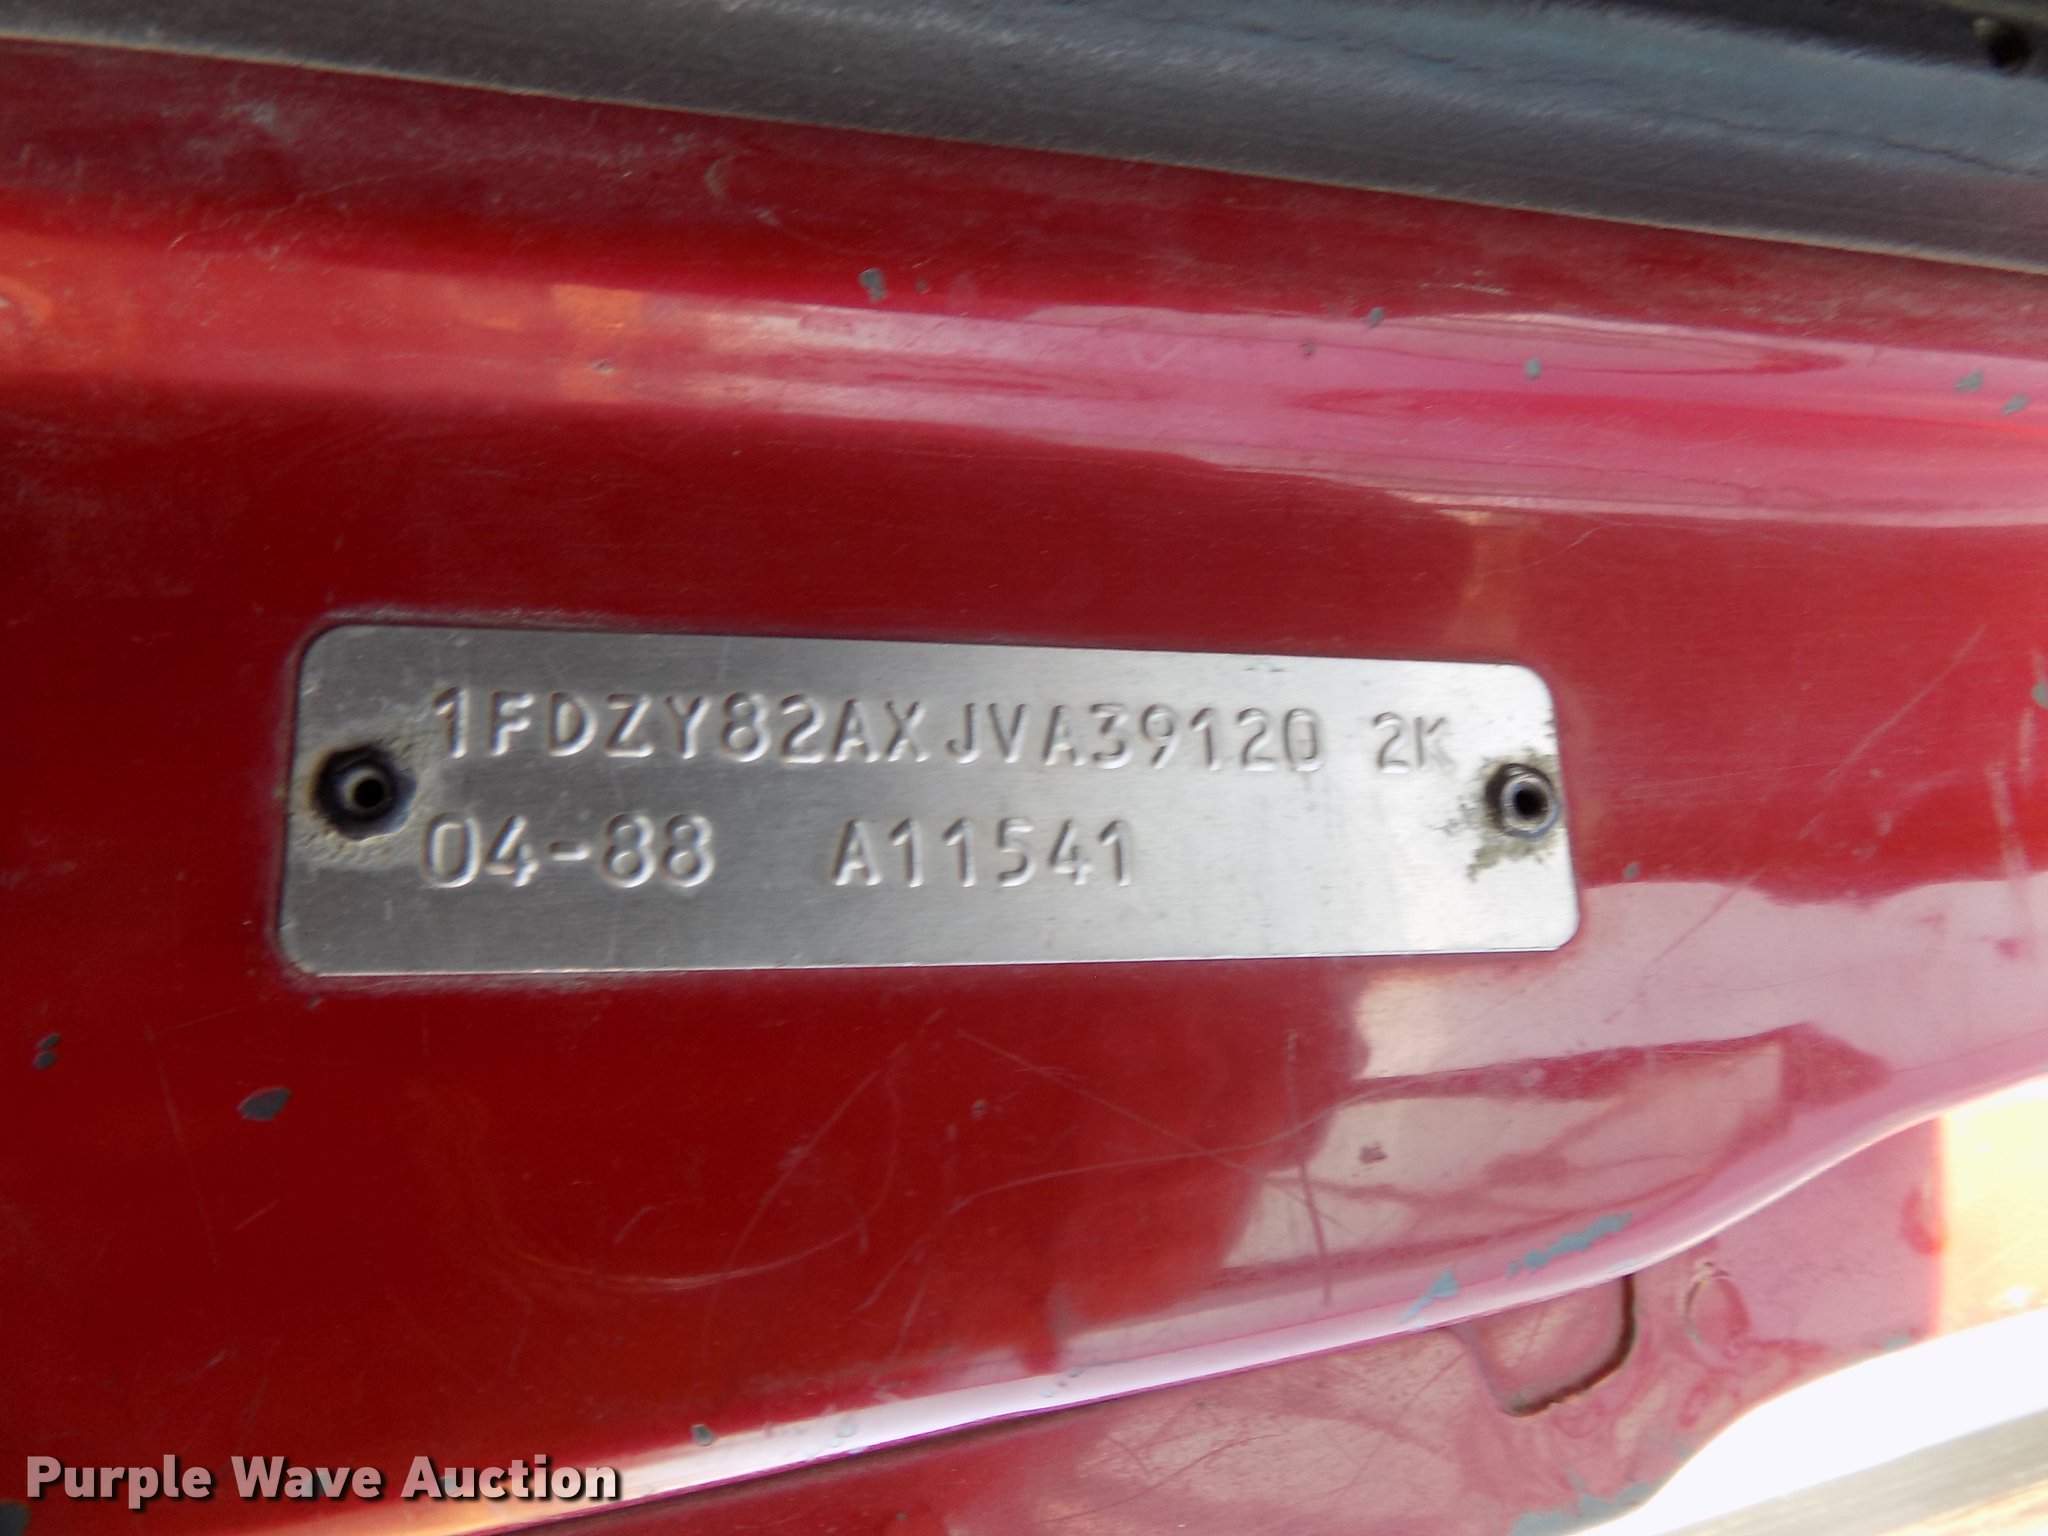 1FDZY82AXJVA39120 2K
04-88 A11541
Purple Wave Auction